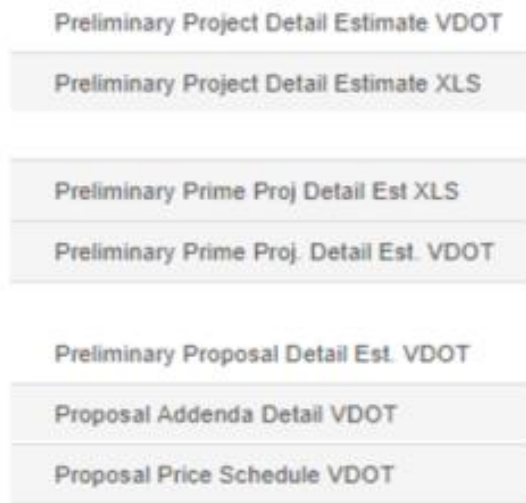 Preliminary Project Detail Estimate VDOT
Preliminary Project Detail Estimate XLS
Preliminary Prime Proj Detail Est XLS
Preliminary Prime Proj. Detail Est. VDOT
Preliminary Proposal Detail Est. VDOT
Proposal Addenda Detail VDOT
Proposal Price Schedule VDOT